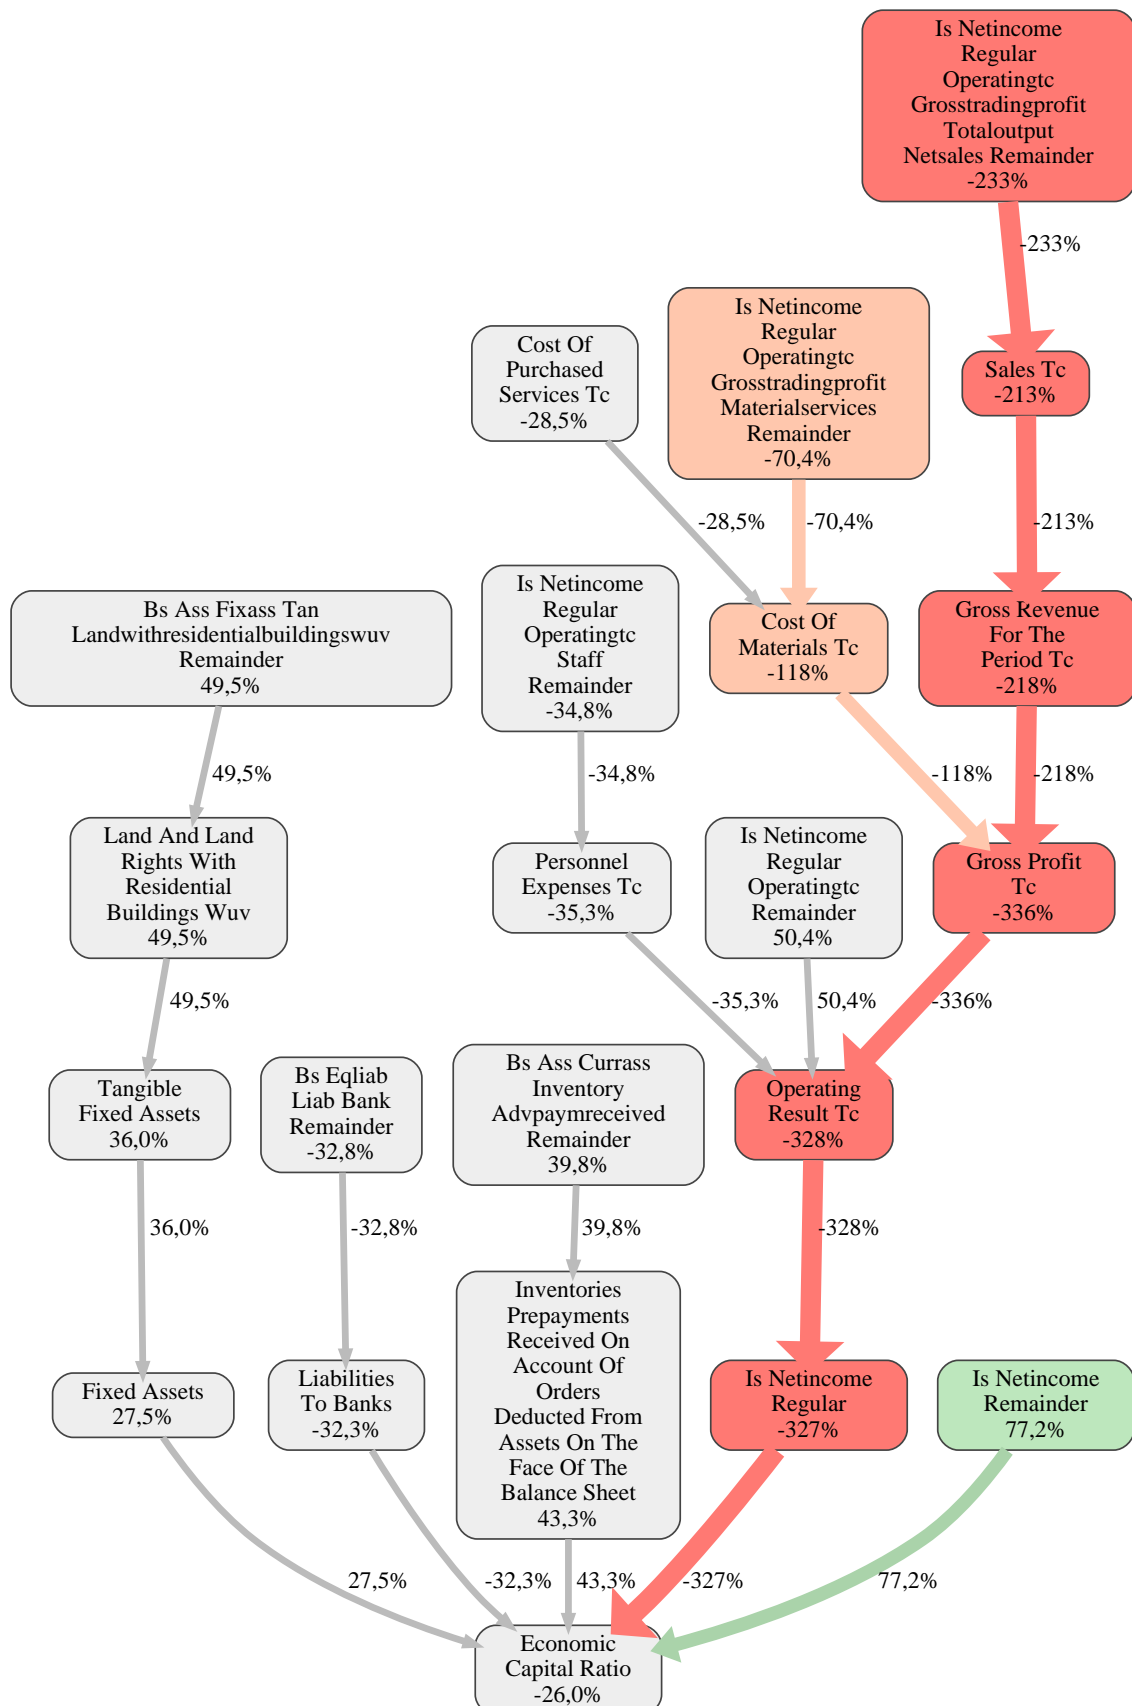 Is Netincome
Regular
Operatingtc
Grosstradingprofit
Totaloutput
Netsales Remainder
-233%
-233%
Is Netincome
Regular
Operatingtc
Grosstradingprofit
Materialservices
Remainder
-70,4%
Cost Of
Purchased
Services Tc
-28,5%
Sales Tc
-213%
-28,5%
-70,4%
-213%
Is Netincome
Regular
Operatingtc
Staff
Remainder
-34,8%
Bs Ass Fixass Tan
Landwithresidentialbuildingswuv
Remainder
49,5%
Cost Of
Materials Tc
-118%
Gross Revenue
For The
Period Tc
-218%
49,5%
-34,8%
-118%
-218%
Land And Land
Rights With
Residential
Buildings Wuv
49,5%
Personnel
Expenses Tc
-35,3%
Is Netincome
Regular
Operatingtc
Remainder
50,4%
Gross Profit
Tc
-336%
49,5%
-35,3%
50,4%
-336%
Tangible
Fixed Assets
36,0%
Bs Eqliab
Liab Bank
Remainder
-32,8%
Bs Ass Currass
Inventory
Advpaymreceived
Remainder
39,8%
Operating
Result Tc
-328%
36,0%
-32,8%
39,8%
-328%
Fixed Assets
27,5%
Liabilities
To Banks
-32,3%
Inventories
Prepayments
Received On
Account Of
Orders
Deducted From
Assets On The
Face Of The
Balance Sheet
43,3%
Is Netincome
Regular
-327%
Is Netincome
Remainder
77,2%
27,5%
-32,3%
43,3%
-327%
77,2%
Economic
Capital Ratio
-26,0%